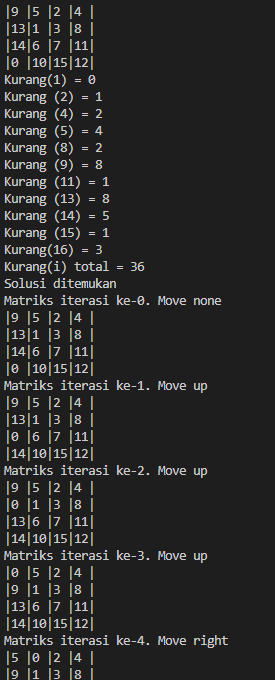 |9 |5 |2 |4 |
|13|1 |3 |8 |
|14|6 |7 |11|
|0 |10|15|12|
Kurang(1) = 0
Kurang (2) = 1
Kurang (4) = 2
Kurang (5) = 4
Kurang (8) = 2
Kurang (9) = 8
Kurang (11) = 1
Kurang (13) = 8
Kurang (14) = 5
Kurang (15) = 1
Kurang(16) = 3
Kurang(i) total = 36
Solusi ditemukan
Matriks iterasi ke-0. Move none
|9 |5 |2 |4 |
|13|1 |3 |8 |
|14|6 |7 |11|
|0 |10|15|12|
Matriks iterasi ke-1. Move up
|9 |5 |2 |4 |
|13|1 |3 |8 |
|0 |6 |7 |11|
|14|10|15|12|
Matriks iterasi ke-2. Move up
|9 |5 |2 |4 |
|0 |1 |3 |8 |
|13|6 |7 |11|
|14|10|15|12|
Matriks iterasi ke-3. Move up
|0 |5 |2 |4 |
|9 |1 |3 |8 |
|13|6 |7 |11|
|14|10|15|12|
Matriks iterasi ke-4. Move right
|5 |0 |2 |4 |
|9 |1 |3 |8 |